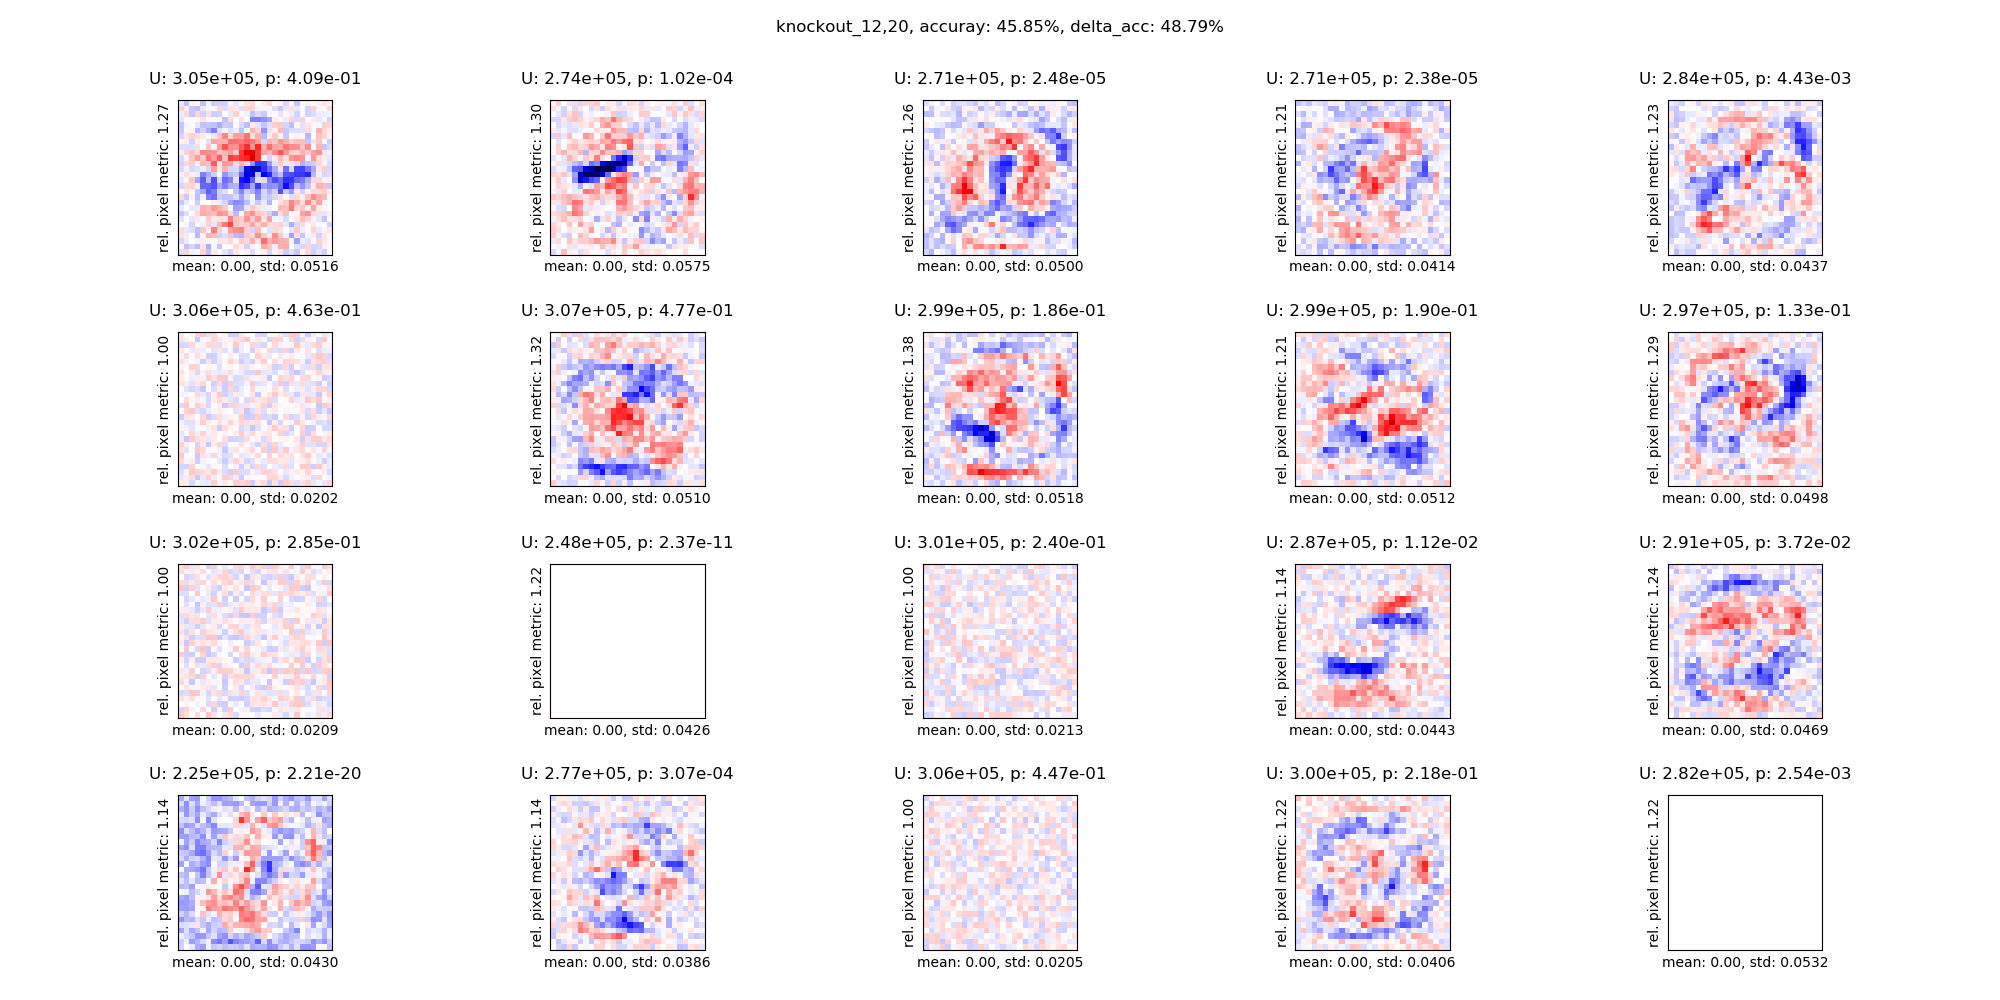 knockout_12,20, accuray: 45.85%, delta_acc: 48.79%
U: 3.05e+05, p: 4.09e-01
rel. pixel metric: 1.27
mean: 0.00, std: 0.0516
U: 2.74e+05, p: 1.02e-04
rel. pixel metric: 1.30
mean: 0.00, std: 0.0575
U: 2.71e+05, p: 2.48e-05
rel. pixel metric: 1.26
mean: 0.00, std: 0.0500
U: 2.71e+05, p: 2.38e-05
rel. pixel metric: 1.21
mean: 0.00, std: 0.0414
U: 2.84e+05, p: 4.43e-03
rel. pixel metric: 1.23
mean: 0.00, std: 0.0437
U: 3.06e+05, p: 4.63e-01
rel. pixel metric: 1.00
mean: 0.00, std: 0.0202
U: 3.07e+05, p: 4.77e-01
rel. pixel metric: 1.32
mean: 0.00, std: 0.0510
U: 2.99e+05, p: 1.86e-01
rel. pixel metric: 1.38
mean: 0.00, std: 0.0518
U: 2.99e+05, p: 1.90e-01
rel. pixel metric: 1.21
mean: 0.00, std: 0.0512
U: 2.97e+05, p: 1.33e-01
rel. pixel metric: 1.29
mean: 0.00, std: 0.0498
U: 3.02e+05, p: 2.85e-01
rel. pixel metric: 1.00
mean: 0.00, std: 0.0209
U: 2.48e+05, p: 2.37e-11
rel. pixel metric: 1.22
mean: 0.00, std: 0.0426
U: 3.01e+05, p: 2.40e-01
rel. pixel metric: 1.00
mean: 0.00, std: 0.0213
U: 2.87e+05, p: 1.12e-02
rel. pixel metric: 1.14
mean: 0.00, std: 0.0443
U: 2.91e+05, p: 3.72e-02
rel. pixel metric: 1.24
mean: 0.00, std: 0.0469
U: 2.25e+05, p: 2.21e-20
rel. pixel metric: 1.14
mean: 0.00, std: 0.0430
U: 2.77e+05, p: 3.07e-04
rel. pixel metric: 1.14
mean: 0.00, std: 0.0386
U: 3.06e+05, p: 4.47e-01
rel. pixel metric: 1.00
mean: 0.00, std: 0.0205
U: 3.00e+05, p: 2.18e-01
rel. pixel metric: 1.22
mean: 0.00, std: 0.0406
U: 2.82e+05, p: 2.54e-03
rel. pixel metric: 1.22
mean: 0.00, std: 0.0532